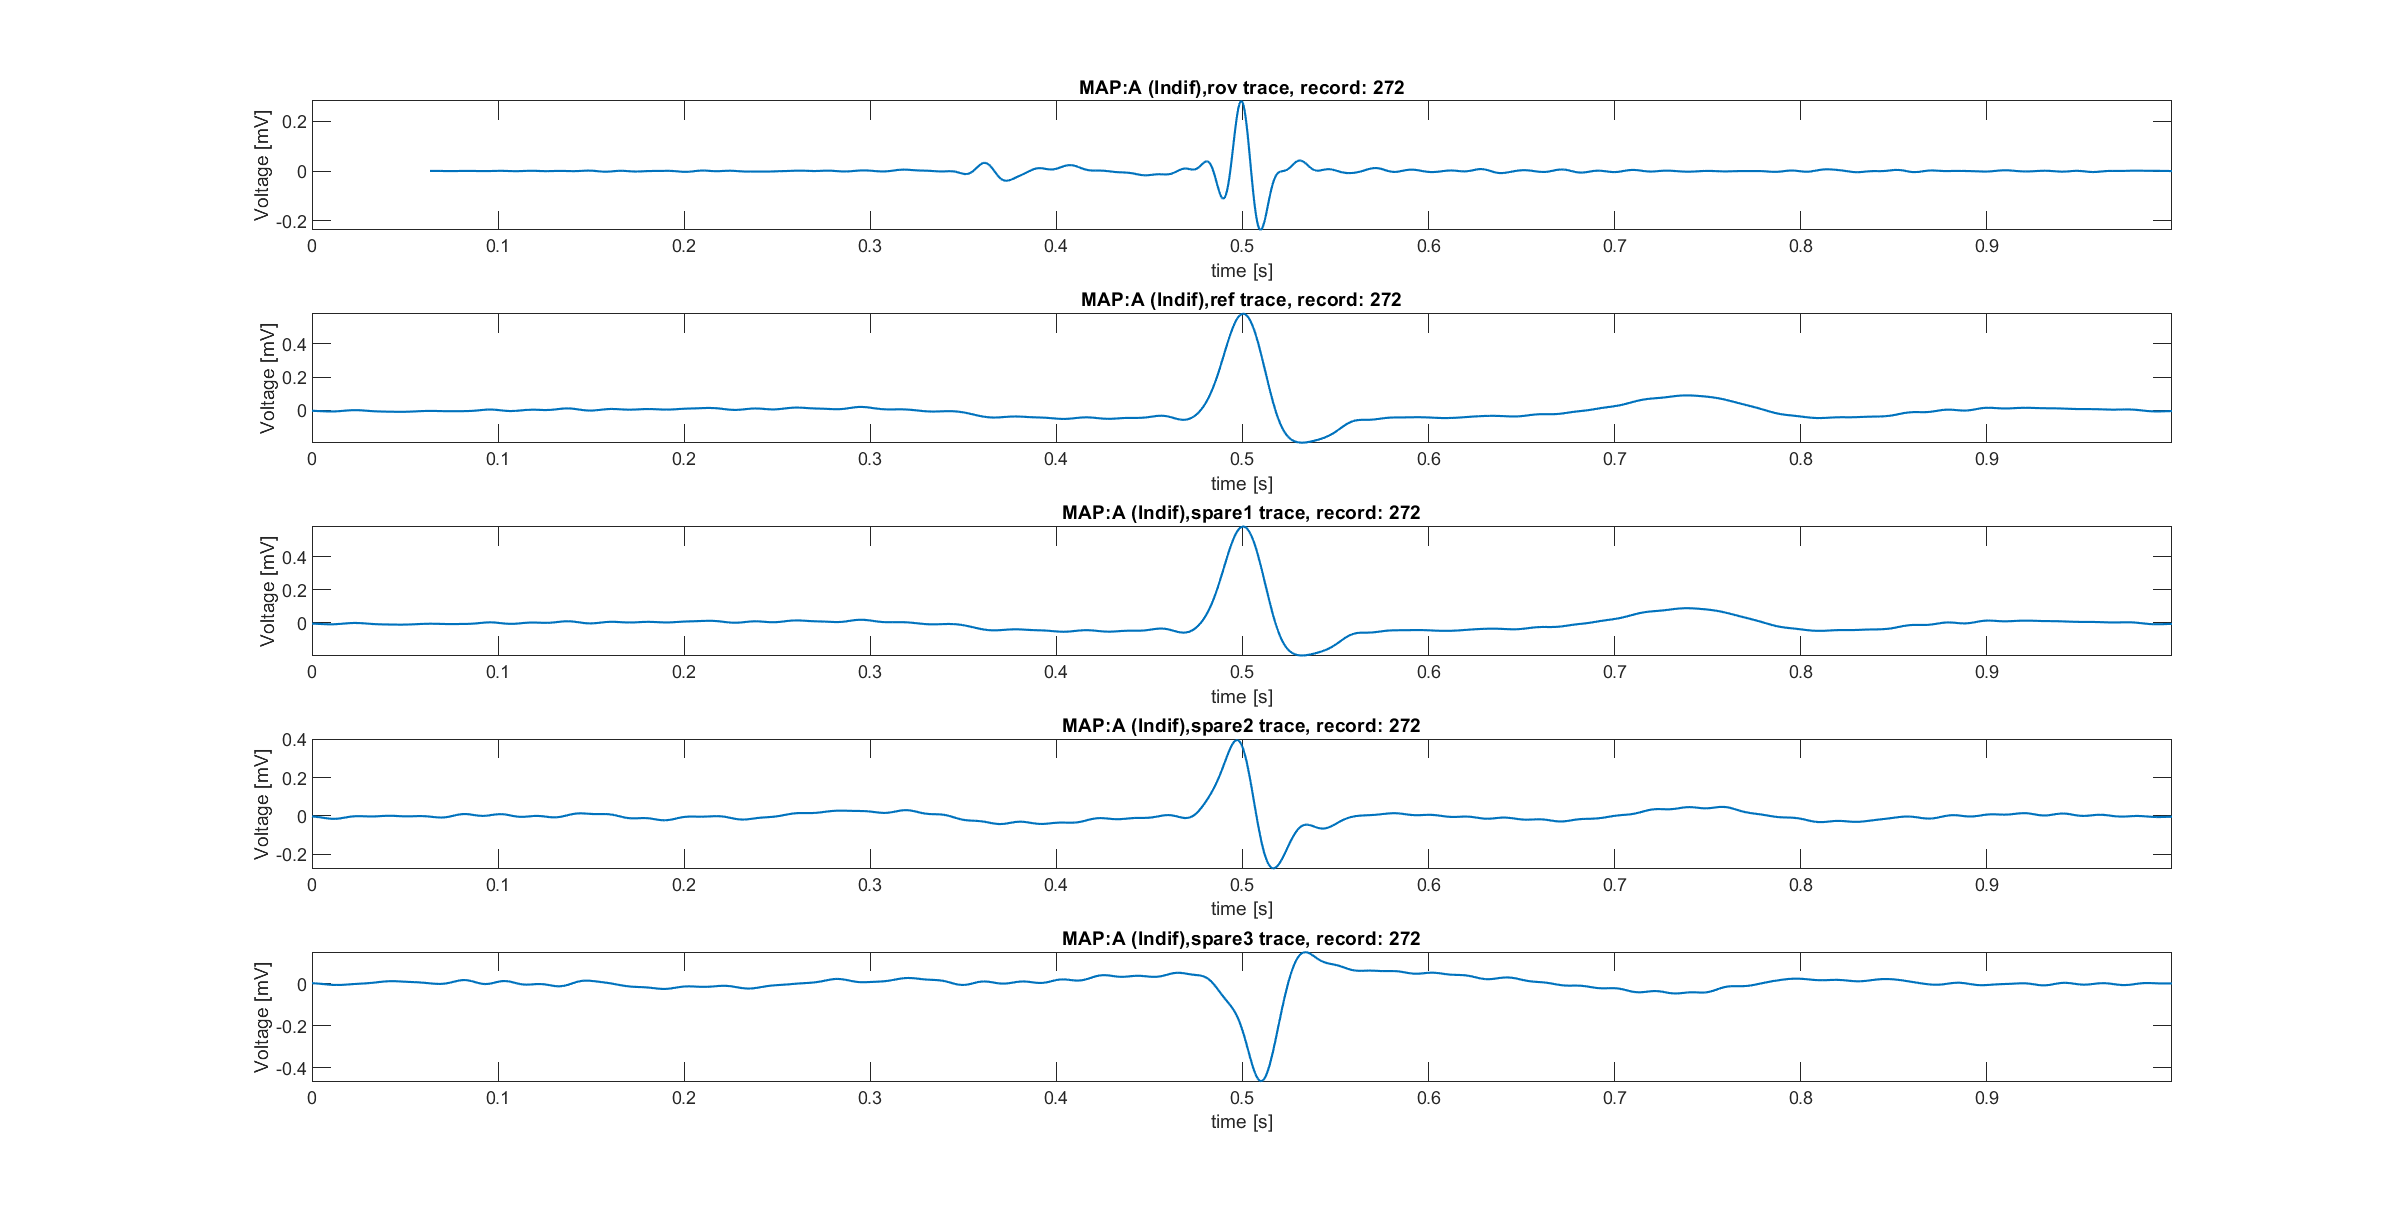 MAP:A (Indif),rov trace, record: 272
Voltage [mV]
0.2
0
-0.2
0 0.1 0.2 0.3 0.4 0.5 0.6 0.7 0.8 0.9
time [s]
MAP:A (Indif),ref trace, record: 272
Voltage [mV]
0.4
0.2
0
0 0.1 0.2 0.3 0.4 0.5 0.6 0.7 0.8 0.9
time [s]
MAP:A (Indif),spare1 trace, record: 272
Voltage [mV]
0.4
0.2
0
0 0.1 0.2 0.3 0.4 0.5 0.6 0.7 0.8 0.9
time [s]
MAP:A (Indif),spare2 trace, record: 272
Voltage [mV]
0.4
0.2
0
-0.2
0 0.1 0.2 0.3 0.4 0.5 0.6 0.7 0.8 0.9
time [s]
MAP:A (Indif),spare3 trace, record: 272
Voltage [mV]
0
-0.2
-0.4
0 0.1 0.2 0.3 0.4 0.5 0.6 0.7 0.8 0.9
time [s]